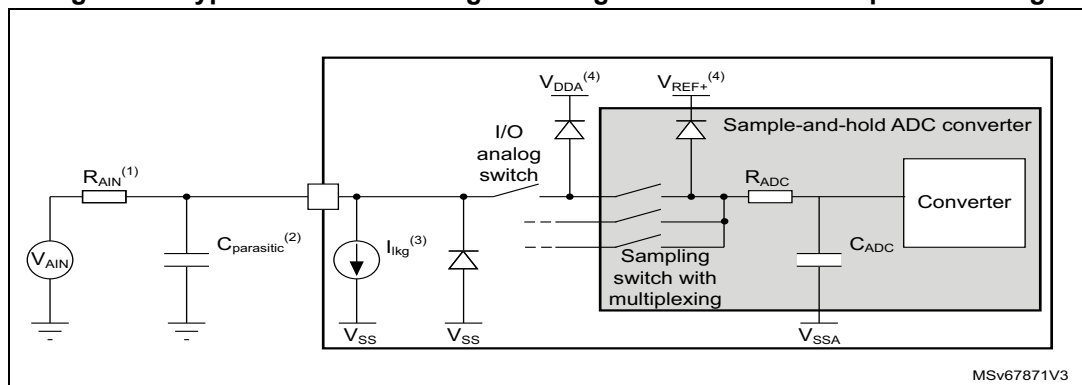 V_DDA^(4)
V_REF+^(4)
Sample-and-hold ADC converter
I/O
analog
switch
R_AIN^(1)
R_ADC
Converter
V_AIN
C_parasitic^(2)
I_lkg^(3)
C_ADC
Sampling
switch with
multiplexing
V_SS
V_SS
V_SSA
MSv67871V3